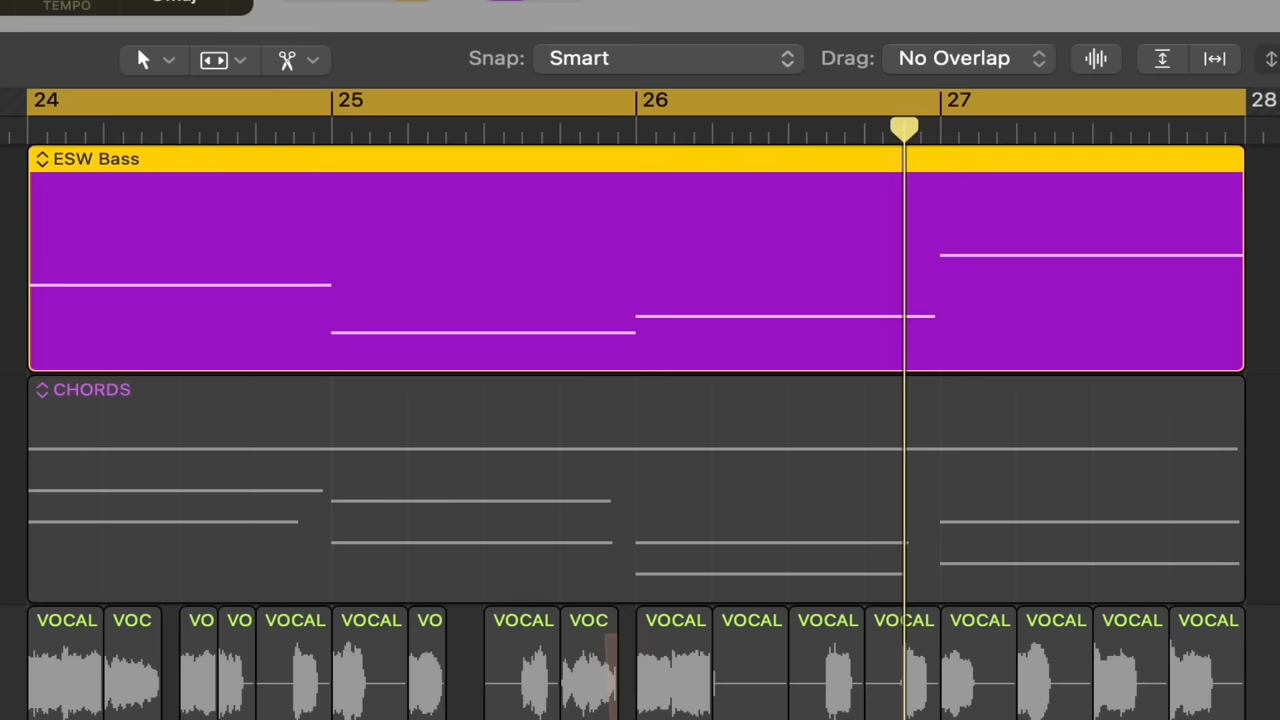 TEMPO
Snap: Smart Drag: No Overlap
24 25 26 27 28
ESW Bass
CHORDS
VOCAL VOC VO VO VOCAL VOCAL VO VOCAL VOC VOCAL VOCAL VOCAL VOCAL VOCAL VOCAL VOCAL VOCAL